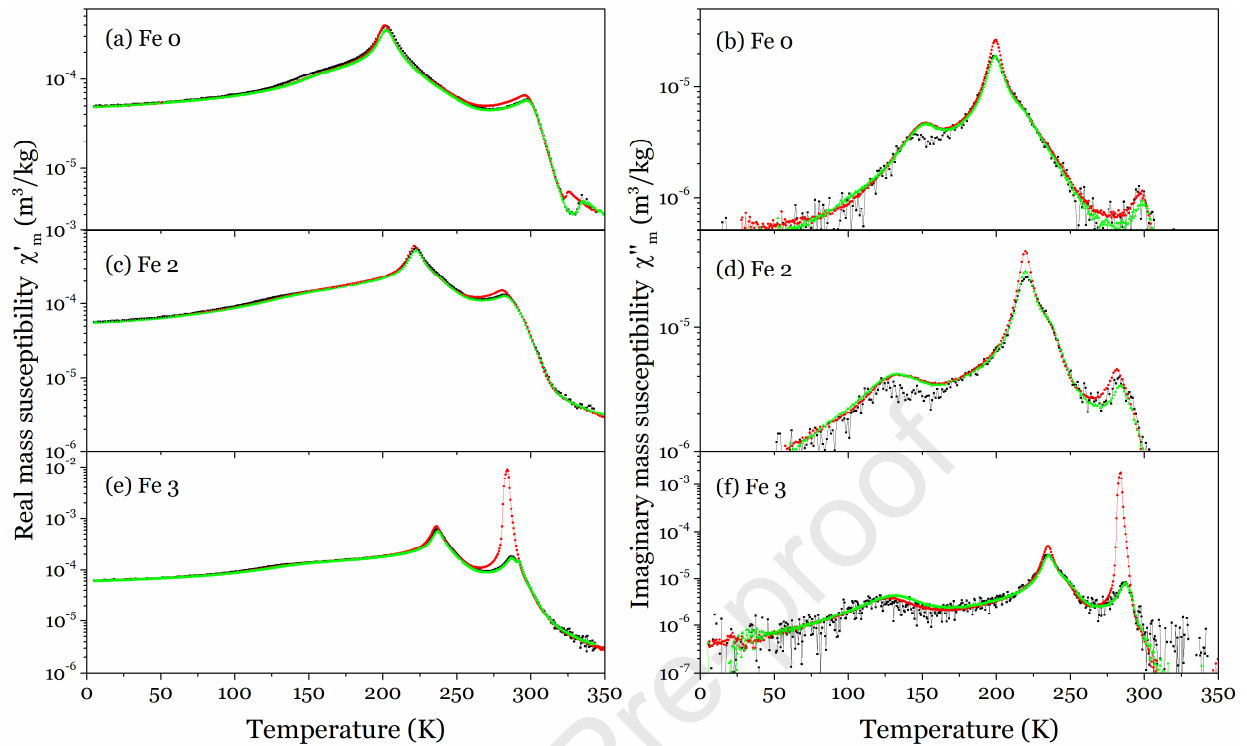 (a) Fe 0
10⁻⁴
10⁻⁵
10⁻³
(c) Fe 2
10⁻⁴
10⁻⁵
10⁻⁶
10⁻²
(e) Fe 3
10⁻³
10⁻⁴
10⁻⁵
10⁻⁶
0 50 100 150 200 250 300 350
Temperature (K)
Real mass susceptibility χ'ₘ (m³/kg)
(b) Fe 0
10⁻⁵
10⁻⁶
(d) Fe 2
10⁻⁵
10⁻⁶
(f) Fe 3
10⁻³
10⁻⁴
10⁻⁵
10⁻⁶
10⁻⁷
0 50 100 150 200 250 300 350
Temperature (K)
Imaginary mass susceptibility χ"ₘ (m³/kg)
Pre-proof